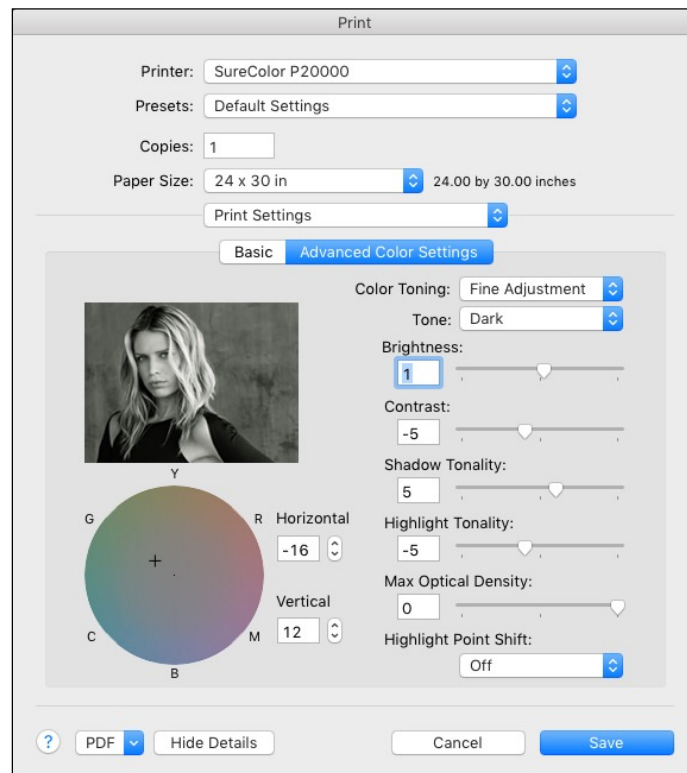 Print
Printer: SureColor P20000
Presets: Default Settings
Copies: 1
Paper Size: 24 x 30 in 24.00 by 30.00 inches
Print Settings
Basic Advanced Color Settings
Color Toning: Fine Adjustment
Tone: Dark
Brightness:
1
Contrast:
-5
Shadow Tonality:
5
Highlight Tonality:
-5
Max Optical Density:
0
Highlight Point Shift:
Off
Y
G R
C M
B
Horizontal
-16
Vertical
12
? PDF Hide Details Cancel Save